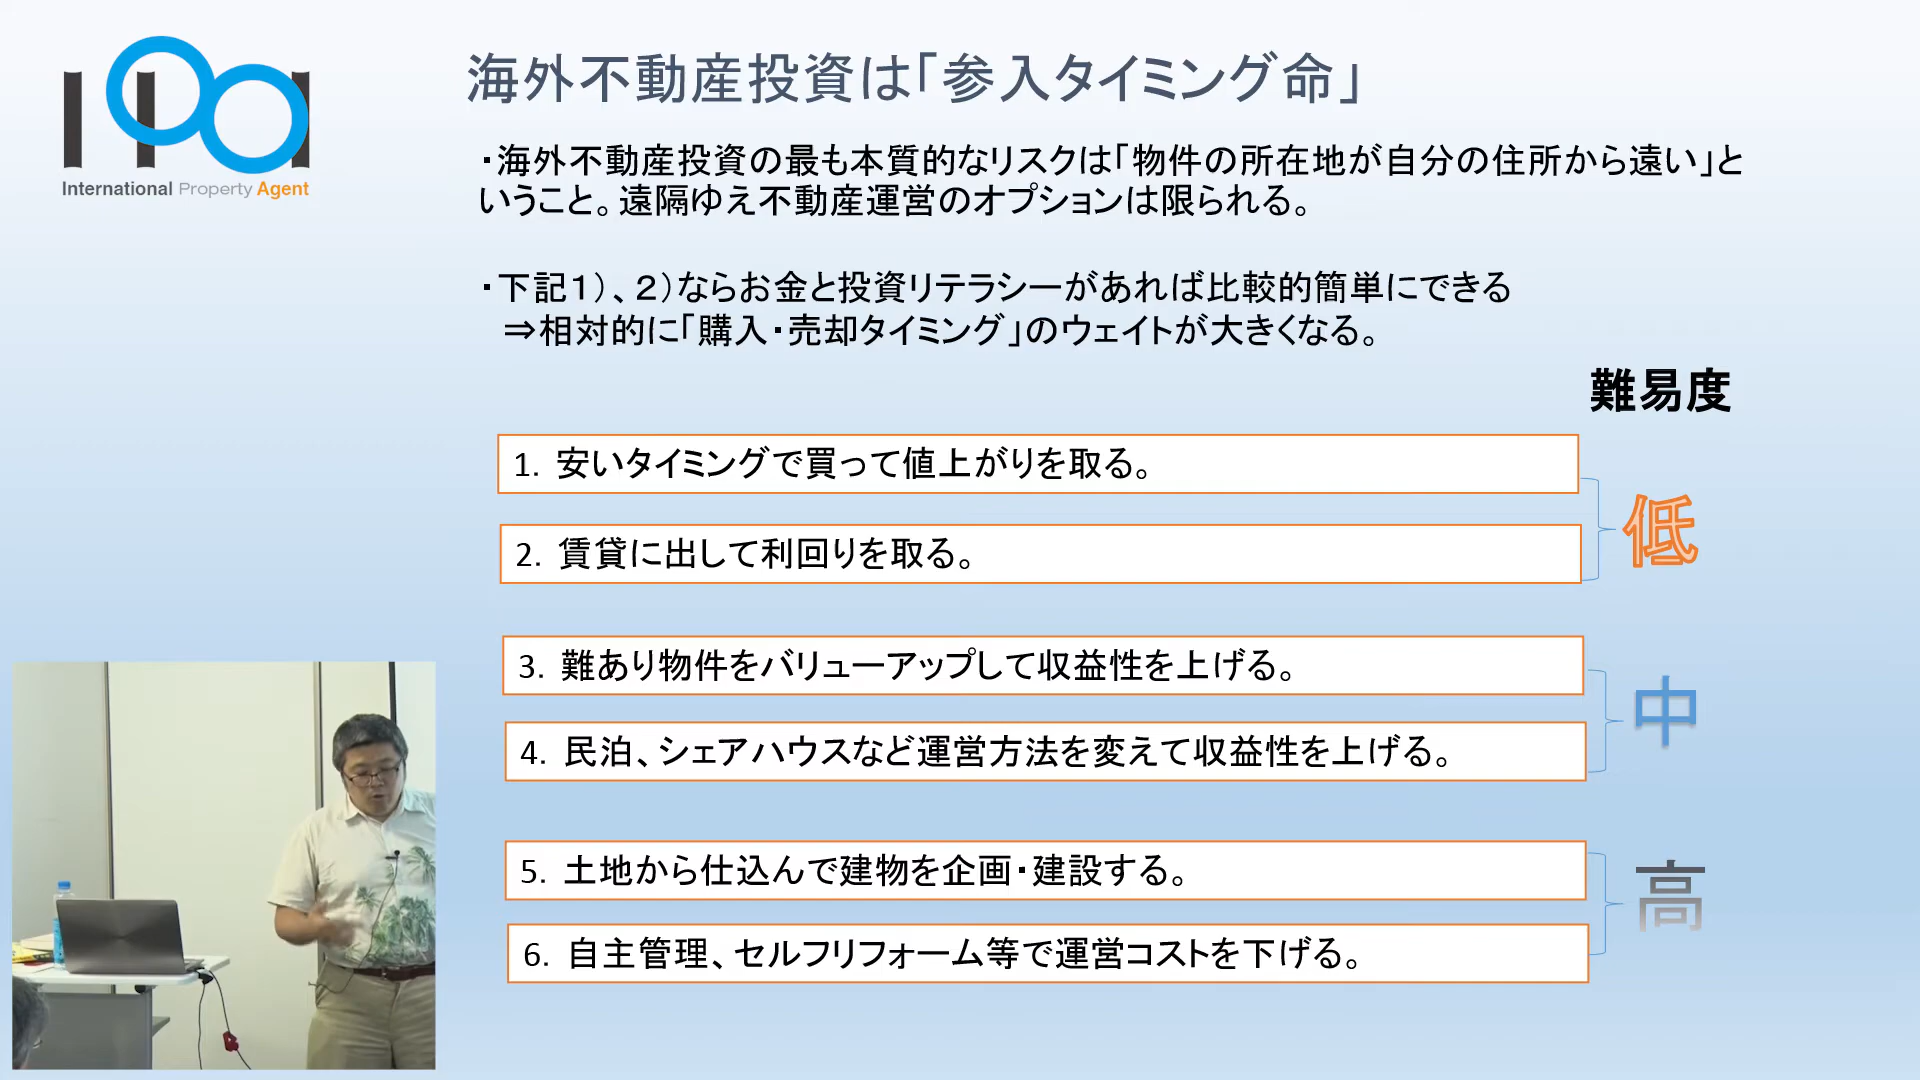 IPA
International Property Agent
海外不動産投資は「参入タイミング命」
・海外不動産投資の最も本質的なリスクは「物件の所在地が自分の住所から遠い」と
いうこと。遠隔ゆえ不動産運営のオプションは限られる。
・下記１）、２）ならお金と投資リテラシーがあれば比較的簡単にできる
⇒相対的に「購入・売却タイミング」のウェイトが大きくなる。
難易度
1. 安いタイミングで買って値上がりを取る。
2. 賃貸に出して利回りを取る。
低
3. 難あり物件をバリューアップして収益性を上げる。
4. 民泊、シェアハウスなど運営方法を変えて収益性を上げる。
中
5. 土地から仕込んで建物を企画・建設する。
6. 自主管理、セルフリフォーム等で運営コストを下げる。
高